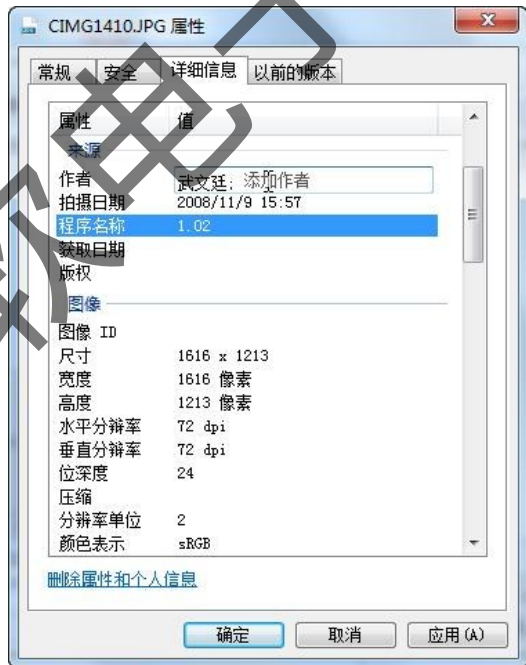 CIMG1410.JPG 属性
常规 安全 详细信息 以前的版本
属性 值
来源
作者 武文廷; 添加作者
拍摄日期 2008/11/9 15:57
程序名称 1.02
获取日期
版权
图像
图像 ID
尺寸 1616 x 1213
宽度 1616 像素
高度 1213 像素
水平分辨率 72 dpi
垂直分辨率 72 dpi
位深度 24
压缩
分辨率单位 2
颜色表示 sRGB
删除属性和个人信息
确定 取消 应用(A)